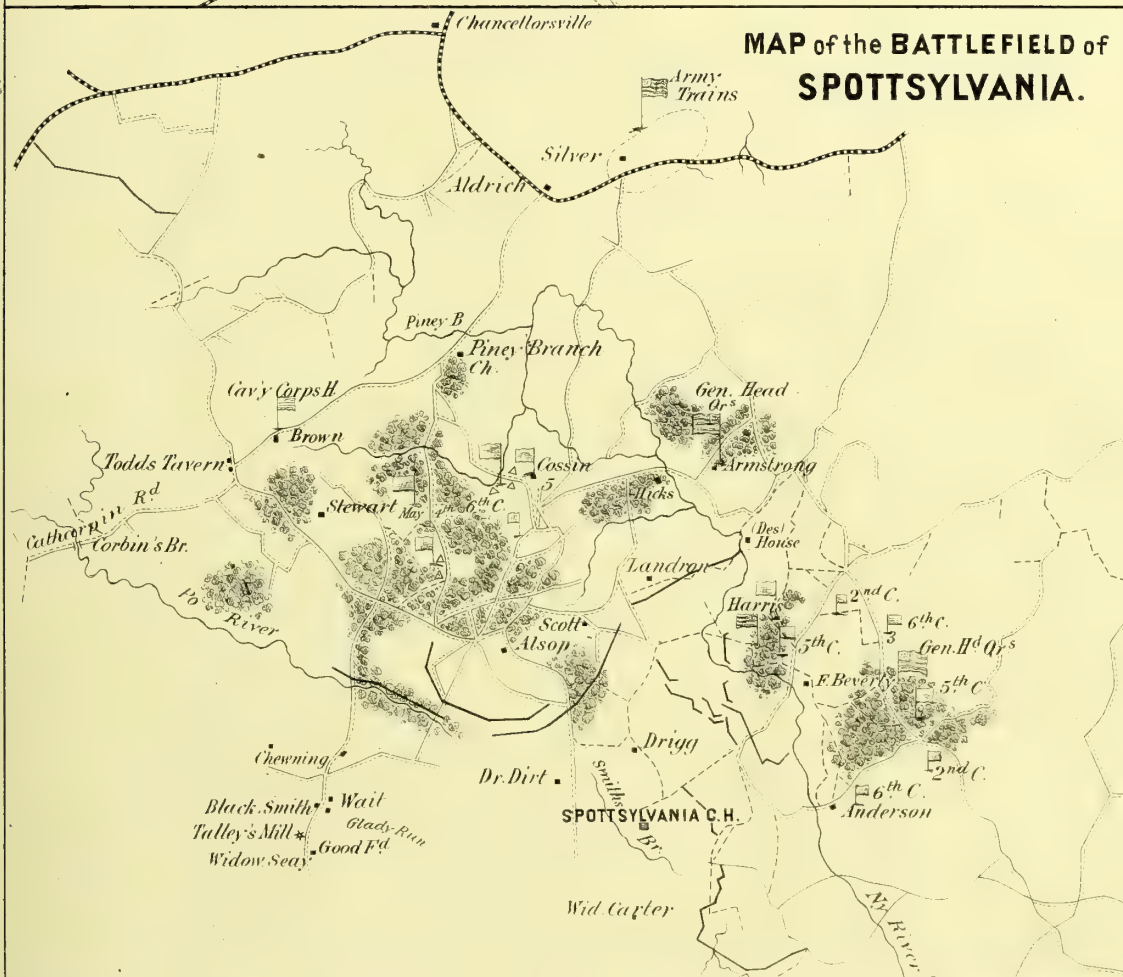 Chancellorsville
MAP of the BATTLEFIELD of
SPOTTSYLVANIA.
Army
Trains
Silver
Aldrich
Piney B
Piney Branch
Ch.
Cav'y Corps H
Gen. Head
Qrs
Brown
Todds Tavern
Cossin
5
Armstrong
Hicks
Stewart
May 4th 6th C.
Catharpin Rd
Corbin's Br.
(Des)
House
Landron
Po River
Harris
2nd C.
6th C.
3
Scott
Alsop
5th C.
Gen. Hd Qrs
F. Beverly
5th C
Drigg
Chewning
2nd C.
Dr. Dirt
Smiths Br.
6th C.
Black. Smith
Wait
SPOTTSYLVANIA C.H.
Anderson
Talley's Mill
Glady-Run
Widow Seay
Good Fd
Wid. Carter
Ny River